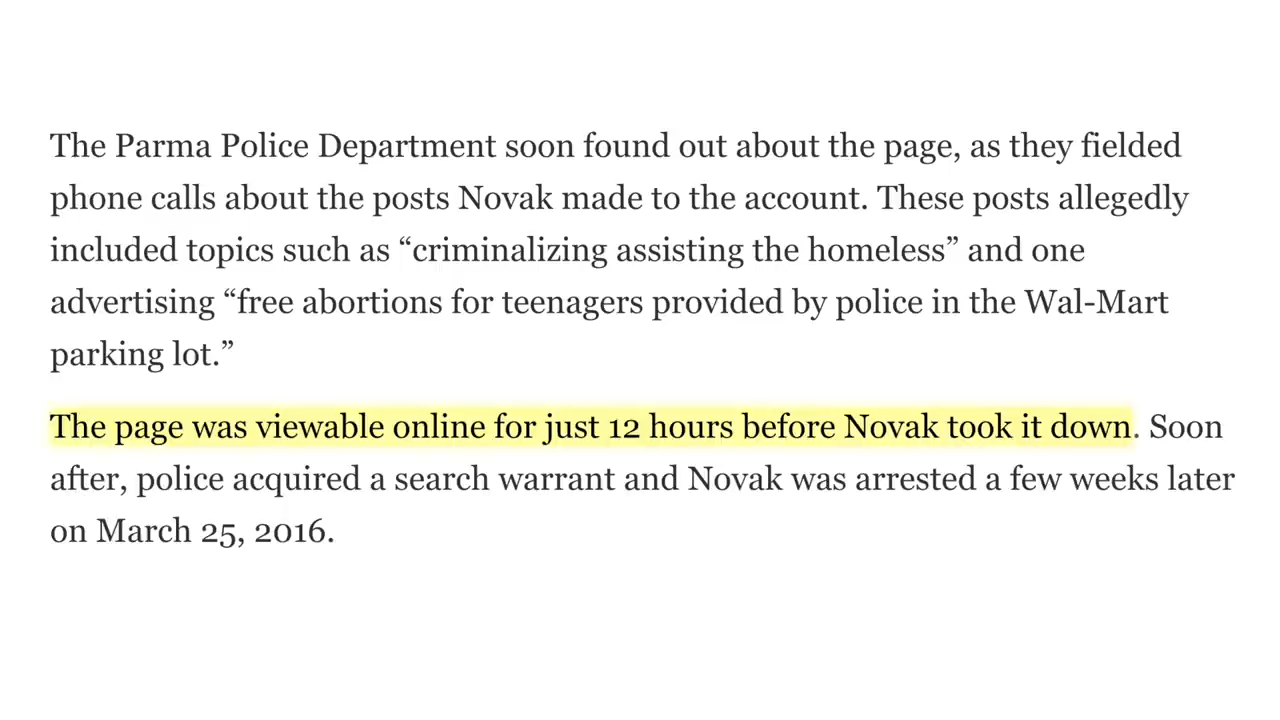 The Parma Police Department soon found out about the page, as they fielded
phone calls about the posts Novak made to the account. These posts allegedly
included topics such as “criminalizing assisting the homeless” and one
advertising “free abortions for teenagers provided by police in the Wal-Mart
parking lot.”
The page was viewable online for just 12 hours before Novak took it down. Soon
after, police acquired a search warrant and Novak was arrested a few weeks later
on March 25, 2016.